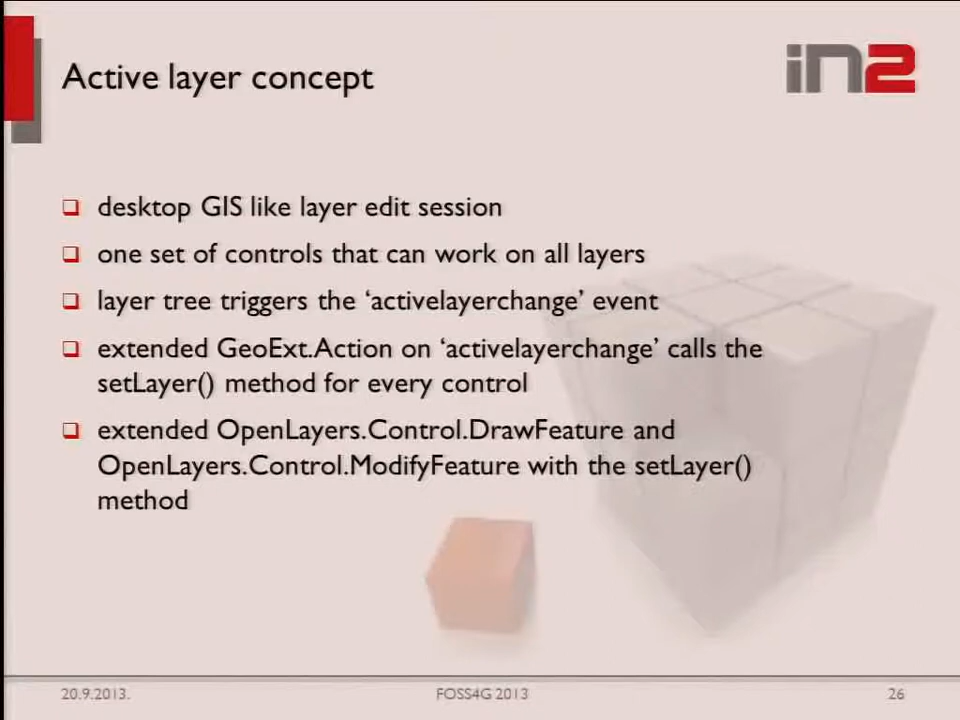 Active layer concept
in2
desktop GIS like layer edit session
one set of controls that can work on all layers
layer tree triggers the ‘activelayerchange’ event
extended GeoExt.Action on ‘activelayerchange’ calls the
setLayer() method for every control
extended OpenLayers.Control.DrawFeature and
OpenLayers.Control.ModifyFeature with the setLayer()
method
20.9.2013.
FOSS4G 2013
26